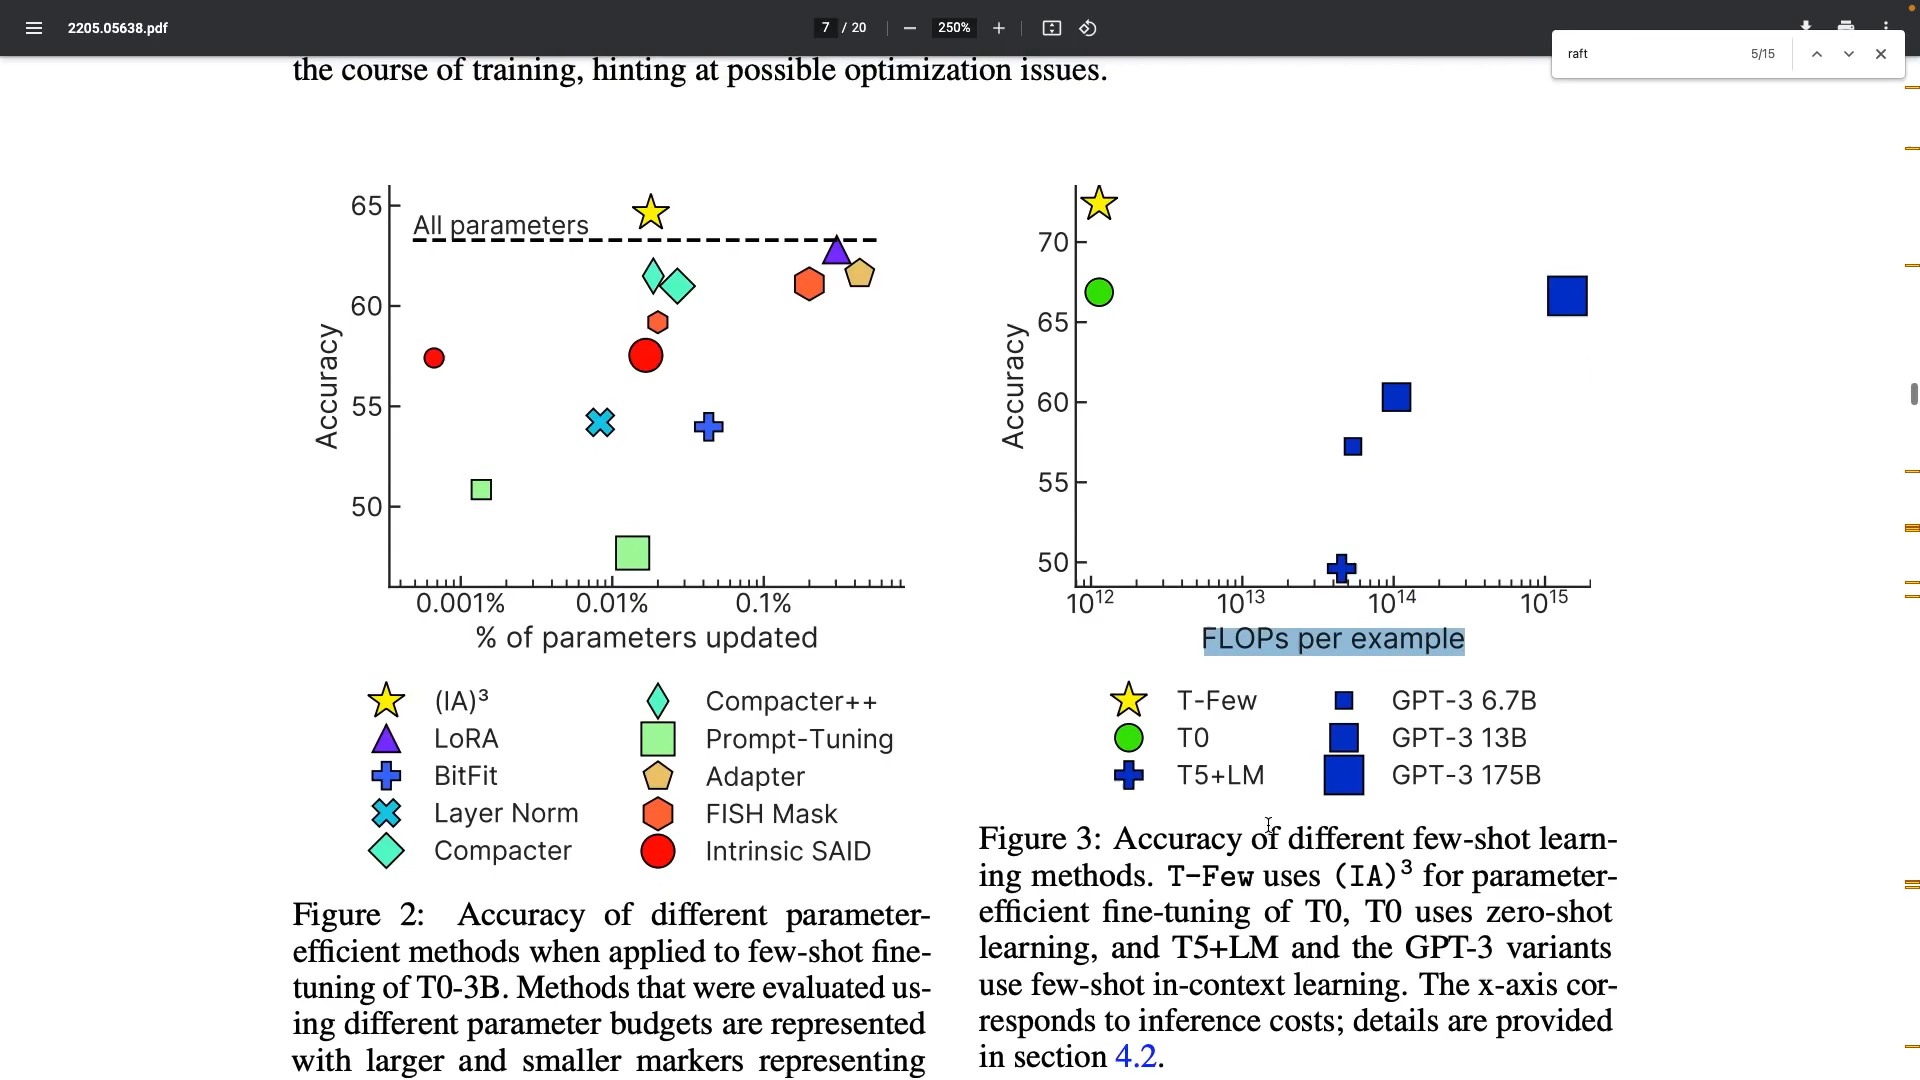 2205.05638.pdf
7 / 20
250%
raft
5/15
the course of training, hinting at possible optimization issues.
65
All parameters
60
55
50
Accuracy
0.001%
0.01%
0.1%
% of parameters updated
(IA)³
LoRA
BitFit
Layer Norm
Compacter
Compacter++
Prompt-Tuning
Adapter
FISH Mask
Intrinsic SAID
Figure 2: Accuracy of different parameter-
efficient methods when applied to few-shot fine-
tuning of T0-3B. Methods that were evaluated us-
ing different parameter budgets are represented
with larger and smaller markers representing
70
65
60
55
50
Accuracy
10¹²
10¹³
10¹⁴
10¹⁵
FLOPs per example
T-Few
T0
T5+LM
GPT-3 6.7B
GPT-3 13B
GPT-3 175B
Figure 3: Accuracy of different few-shot learn-
ing methods. T-Few uses (IA)³ for parameter-
efficient fine-tuning of T0, T0 uses zero-shot
learning, and T5+LM and the GPT-3 variants
use few-shot in-context learning. The x-axis cor-
responds to inference costs; details are provided
in section 4.2.